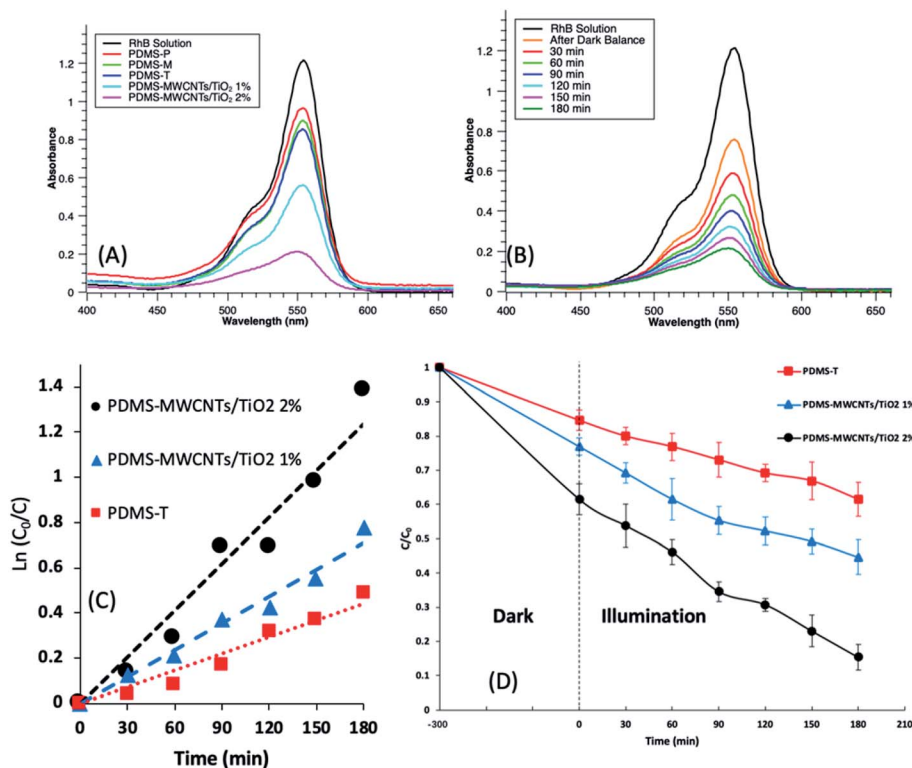 RhB Solution
PDMS-P
PDMS-M
PDMS-T
PDMS-MWCNTs/TiO₂ 1%
PDMS-MWCNTs/TiO₂ 2%
1.2
1
0.8
0.6
0.4
0.2
0
Absorbance
(A)
400
450
500
550
600
650
Wavelength (nm)
RhB Solution
After Dark Balance
30 min
60 min
90 min
120 min
150 min
180 min
1.2
1
0.8
0.6
0.4
0.2
0
Absorbance
(B)
400
450
500
550
600
650
Wavelength (nm)
1.4
1.2
1
0.8
0.6
0.4
0.2
0
Ln (C₀/C)
PDMS-MWCNTs/TiO2 2%
PDMS-MWCNTs/TiO2 1%
PDMS-T
(C)
0
30
60
90
120
150
180
Time (min)
1
0.9
0.8
0.7
0.6
0.5
0.4
0.3
0.2
0.1
0
C/C₀
PDMS-T
PDMS-MWCNTs/TiO2 1%
PDMS-MWCNTs/TiO2 2%
Dark
Illumination
(D)
-300
0
30
60
90
120
150
180
210
Time (min)